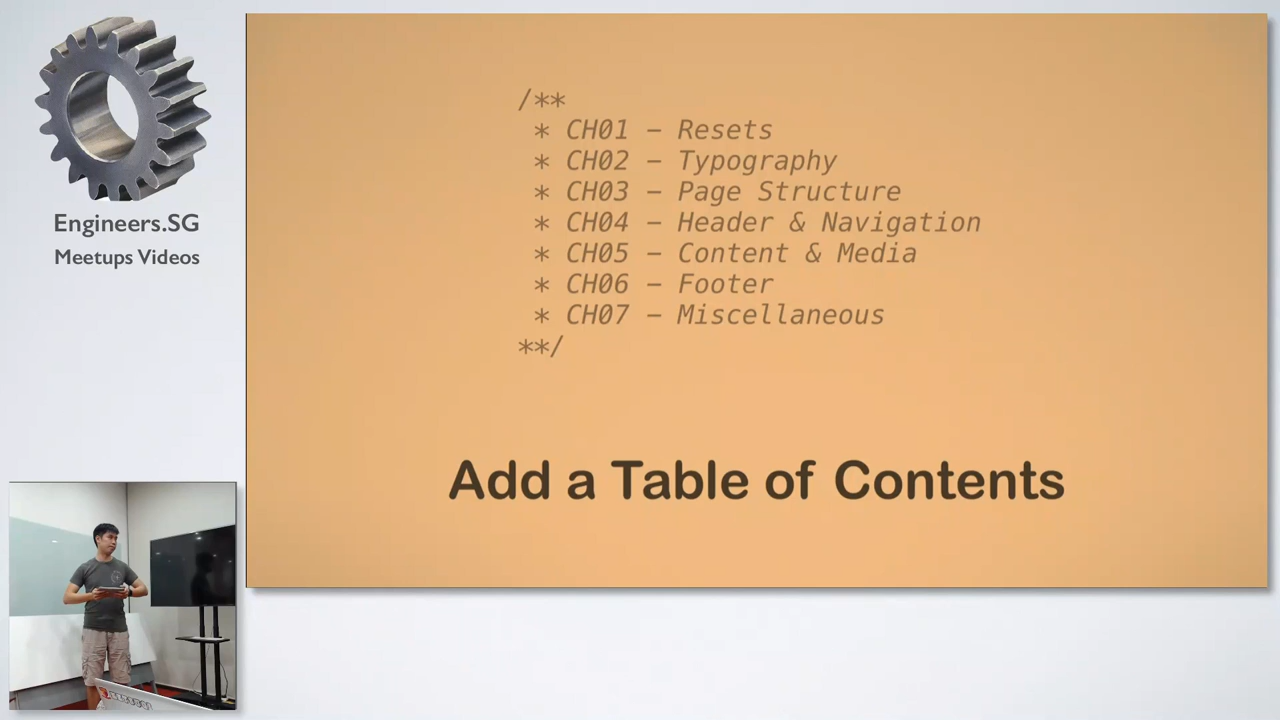 Engineers.SG
Meetups Videos
/**
* CH01 – Resets
* CH02 – Typography
* CH03 – Page Structure
* CH04 – Header & Navigation
* CH05 – Content & Media
* CH06 – Footer
* CH07 – Miscellaneous
**/
Add a Table of Contents